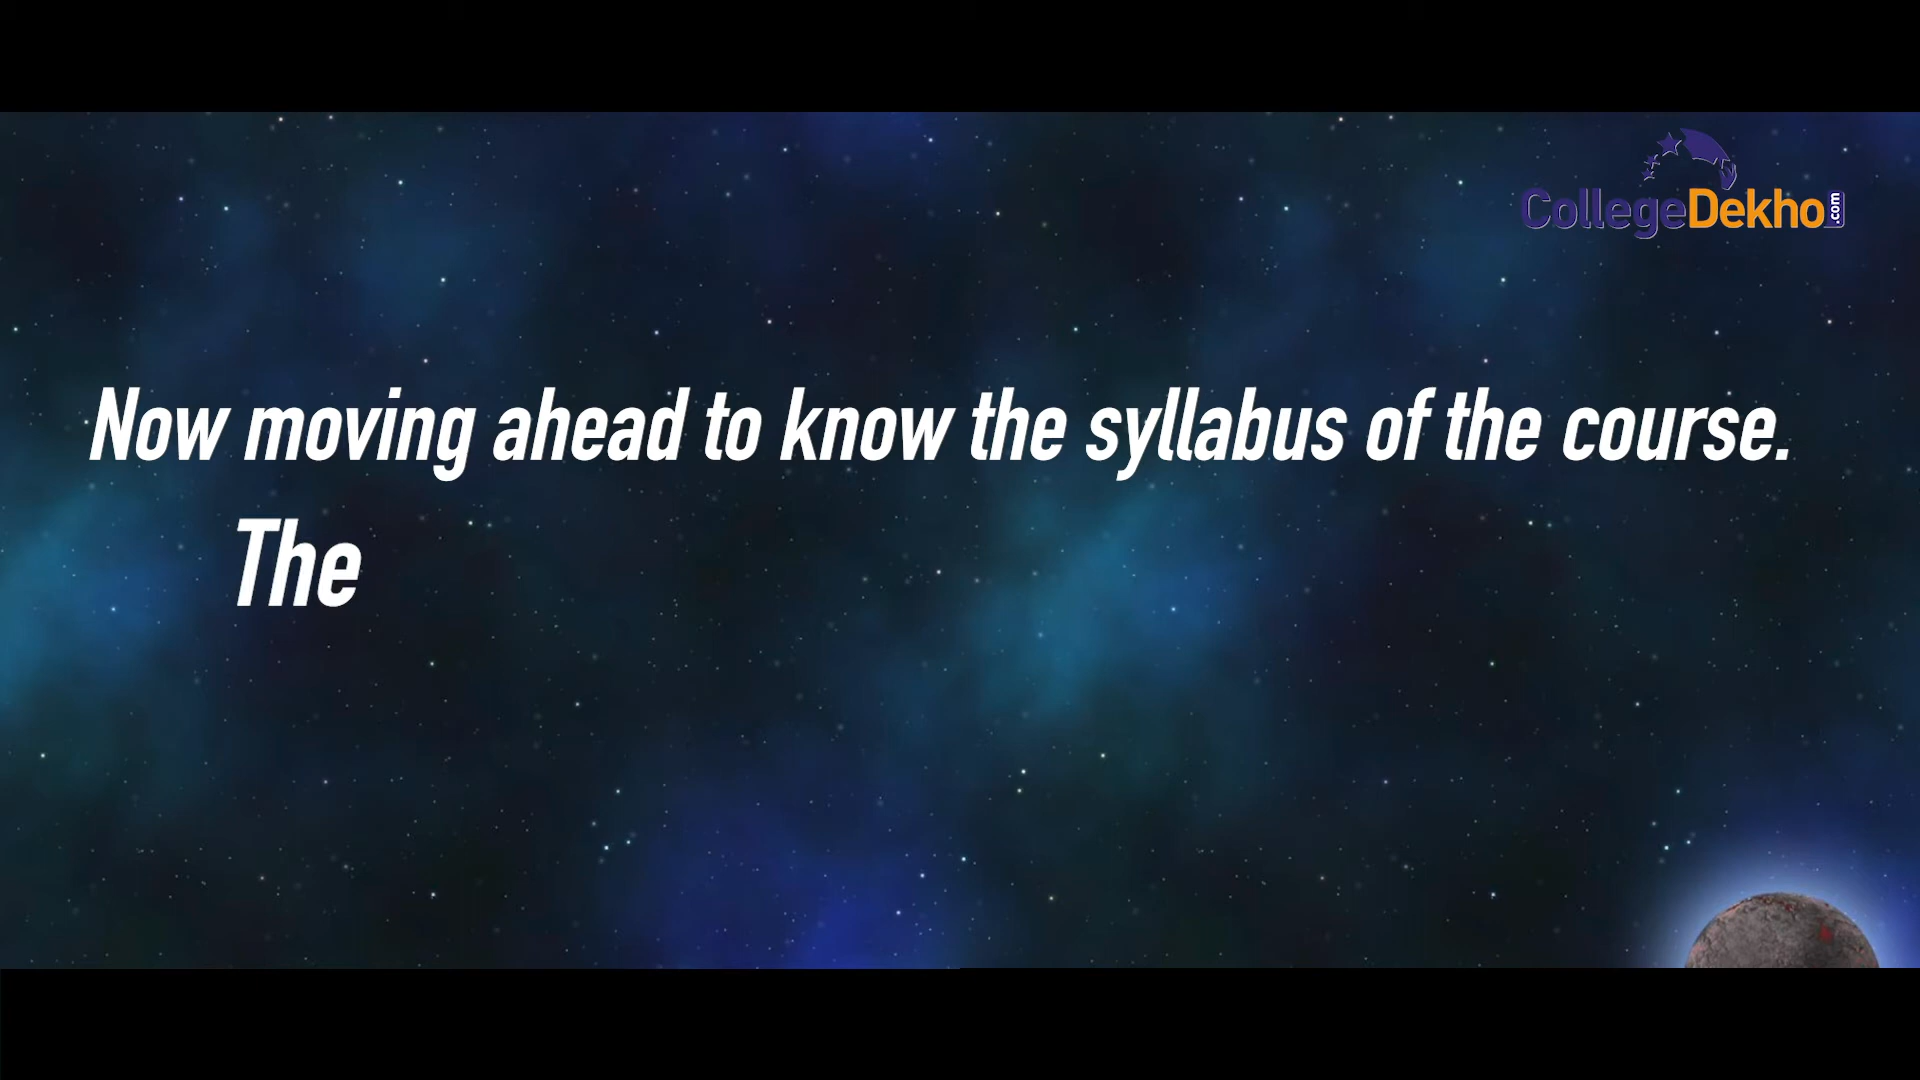 CollegeDekho.com
Now moving ahead to know the syllabus of the course.
The